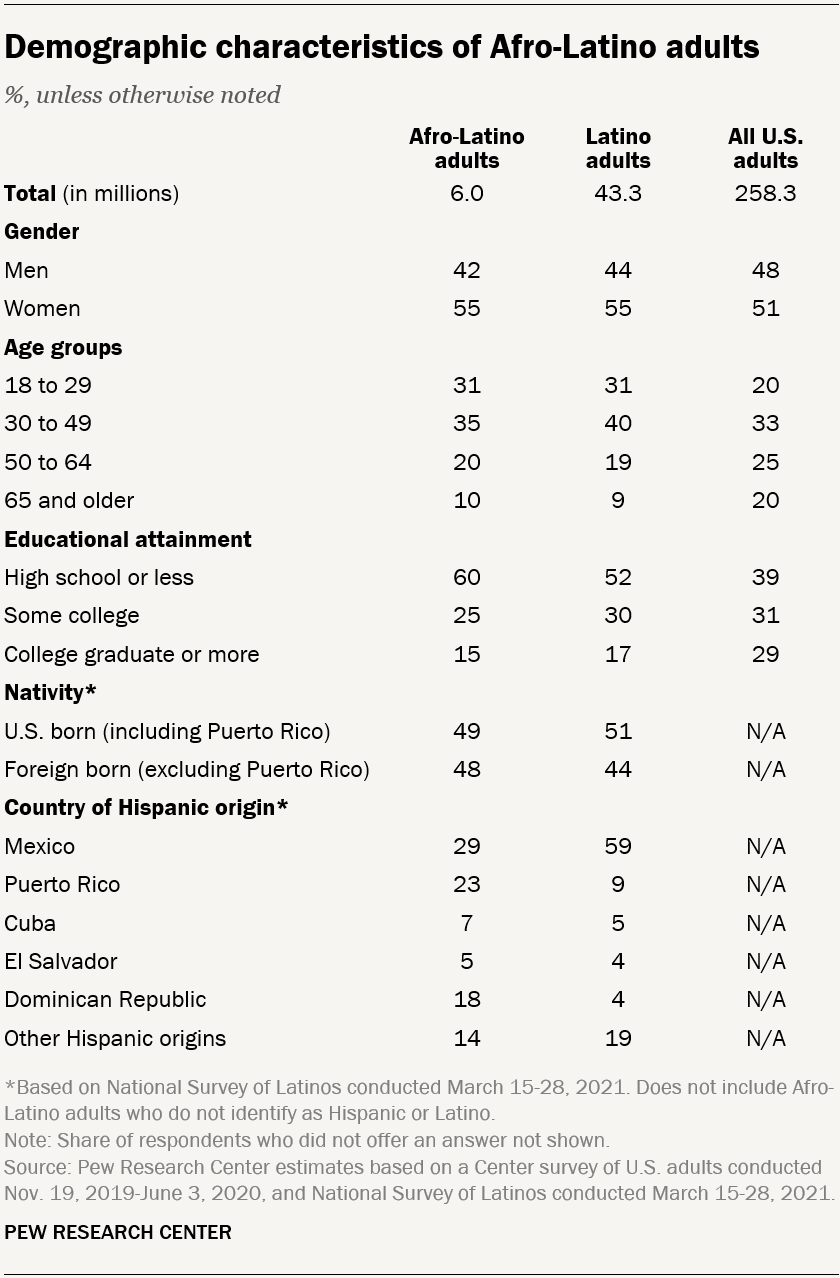 Demographic characteristics of Afro-Latino adults
%, unless otherwise noted
Afro-Latino adults Latino adults All U.S. adults
Total (in millions) 6.0 43.3 258.3
Gender
Men 42 44 48
Women 55 55 51
Age groups
18 to 29 31 31 20
30 to 49 35 40 33
50 to 64 20 19 25
65 and older 10 9 20
Educational attainment
High school or less 60 52 39
Some college 25 30 31
College graduate or more 15 17 29
Nativity*
U.S. born (including Puerto Rico) 49 51 N/A
Foreign born (excluding Puerto Rico) 48 44 N/A
Country of Hispanic origin*
Mexico 29 59 N/A
Puerto Rico 23 9 N/A
Cuba 7 5 N/A
El Salvador 5 4 N/A
Dominican Republic 18 4 N/A
Other Hispanic origins 14 19 N/A
*Based on National Survey of Latinos conducted March 15-28, 2021. Does not include Afro-
Latino adults who do not identify as Hispanic or Latino.
Note: Share of respondents who did not offer an answer not shown.
Source: Pew Research Center estimates based on a Center survey of U.S. adults conducted
Nov. 19, 2019-June 3, 2020, and National Survey of Latinos conducted March 15-28, 2021.
PEW RESEARCH CENTER